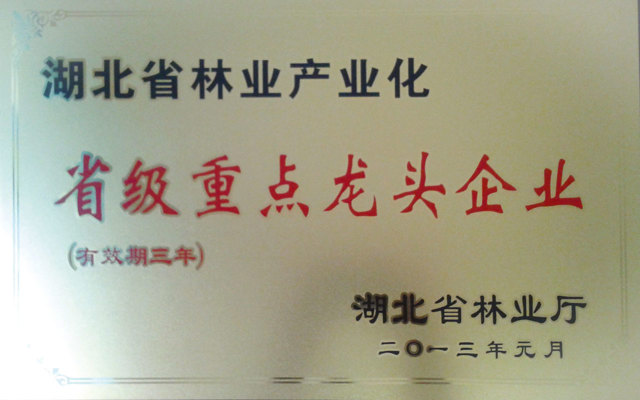 湖北省林业产业化
省级重点龙头企业
(有效期三年)
湖北省林业厅
二〇一三年元月